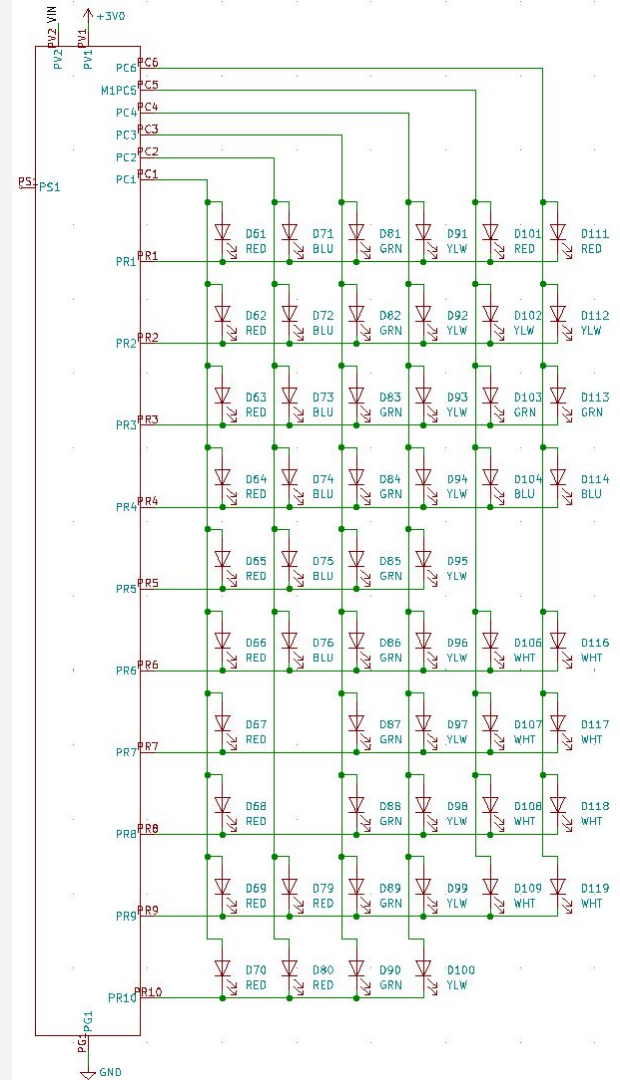 VIN +3V0
PV2 PV1
PV2 PV1
PC6 PC6
M1PC5 PC5
PC4 PC4
PC3 PC3
PC2 PC2
PC1 PC1
PS1 PS1
D61 D71 D81 D91 D101 D111
RED BLU GRN YLW RED RED
PR1 PR1
D62 D72 D82 D92 D102 D112
RED BLU GRN YLW YLW YLW
PR2 PR2
D63 D73 D83 D93 D103 D113
RED BLU GRN YLW GRN GRN
PR3 PR3
D64 D74 D84 D94 D104 D114
RED BLU GRN YLW BLU BLU
PR4 PR4
D65 D75 D85 D95
RED BLU GRN YLW
PR5 PR5
D66 D76 D86 D96 D106 D116
RED BLU GRN YLW WHT WHT
PR6 PR6
D67 D87 D97 D107 D117
RED GRN YLW WHT WHT
PR7 PR7
D68 D88 D98 D108 D118
RED GRN YLW WHT WHT
PR8 PR8
D69 D79 D89 D99 D109 D119
RED RED GRN YLW WHT WHT
PR9 PR9
D70 D80 D90 D100
RED RED GRN YLW
PR10 PR10
PG1
PG1
GND